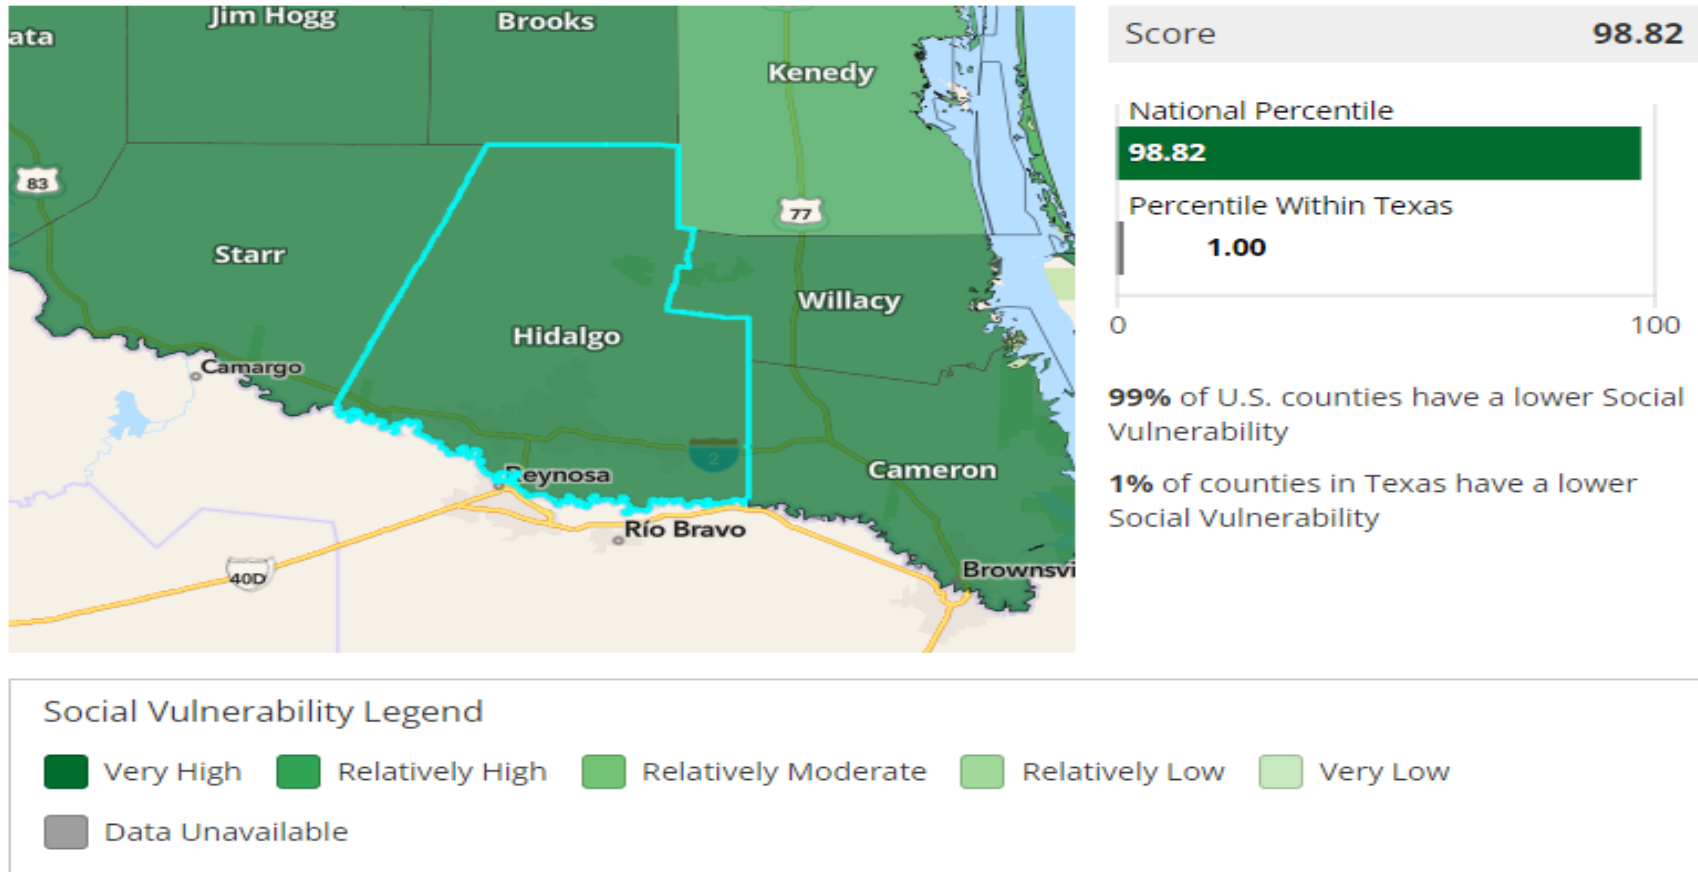 Jim Hogg
Brooks
ata
Kenedy
83
77
Starr
Willacy
Hidalgo
Camargo
2
Reynosa
Cameron
Río Bravo
40D
Brownsvi
Score 98.82
National Percentile
98.82
Percentile Within Texas
1.00
0 100
99% of U.S. counties have a lower Social
Vulnerability
1% of counties in Texas have a lower
Social Vulnerability
Social Vulnerability Legend
Very High Relatively High Relatively Moderate Relatively Low Very Low
Data Unavailable